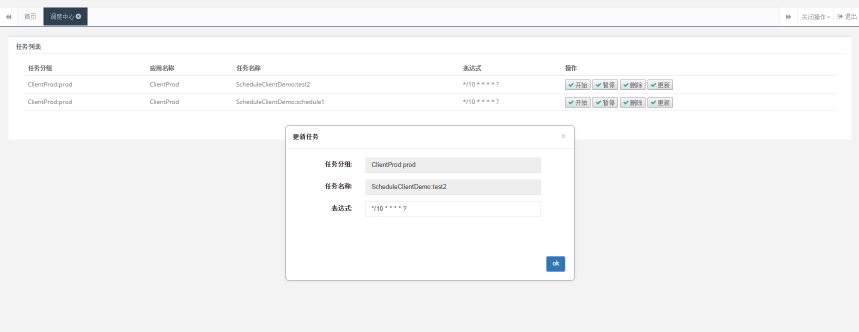 首页 调度中心 关闭操作 退出
任务列表
任务分组 应用名称 任务名称 表达式 操作
ClientProd:prod ClientProd ScheduleClientDemo:test2 */10 * * * * ? 开始 暂停 删除 更新
ClientProd:prod ClientProd ScheduleClientDemo:schedule1 */10 * * * * ? 开始 暂停 删除 更新
更新任务 ×
任务分组: ClientProd:prod
任务名称: ScheduleClientDemo:test2
表达式: */10 * * * * ?
ok